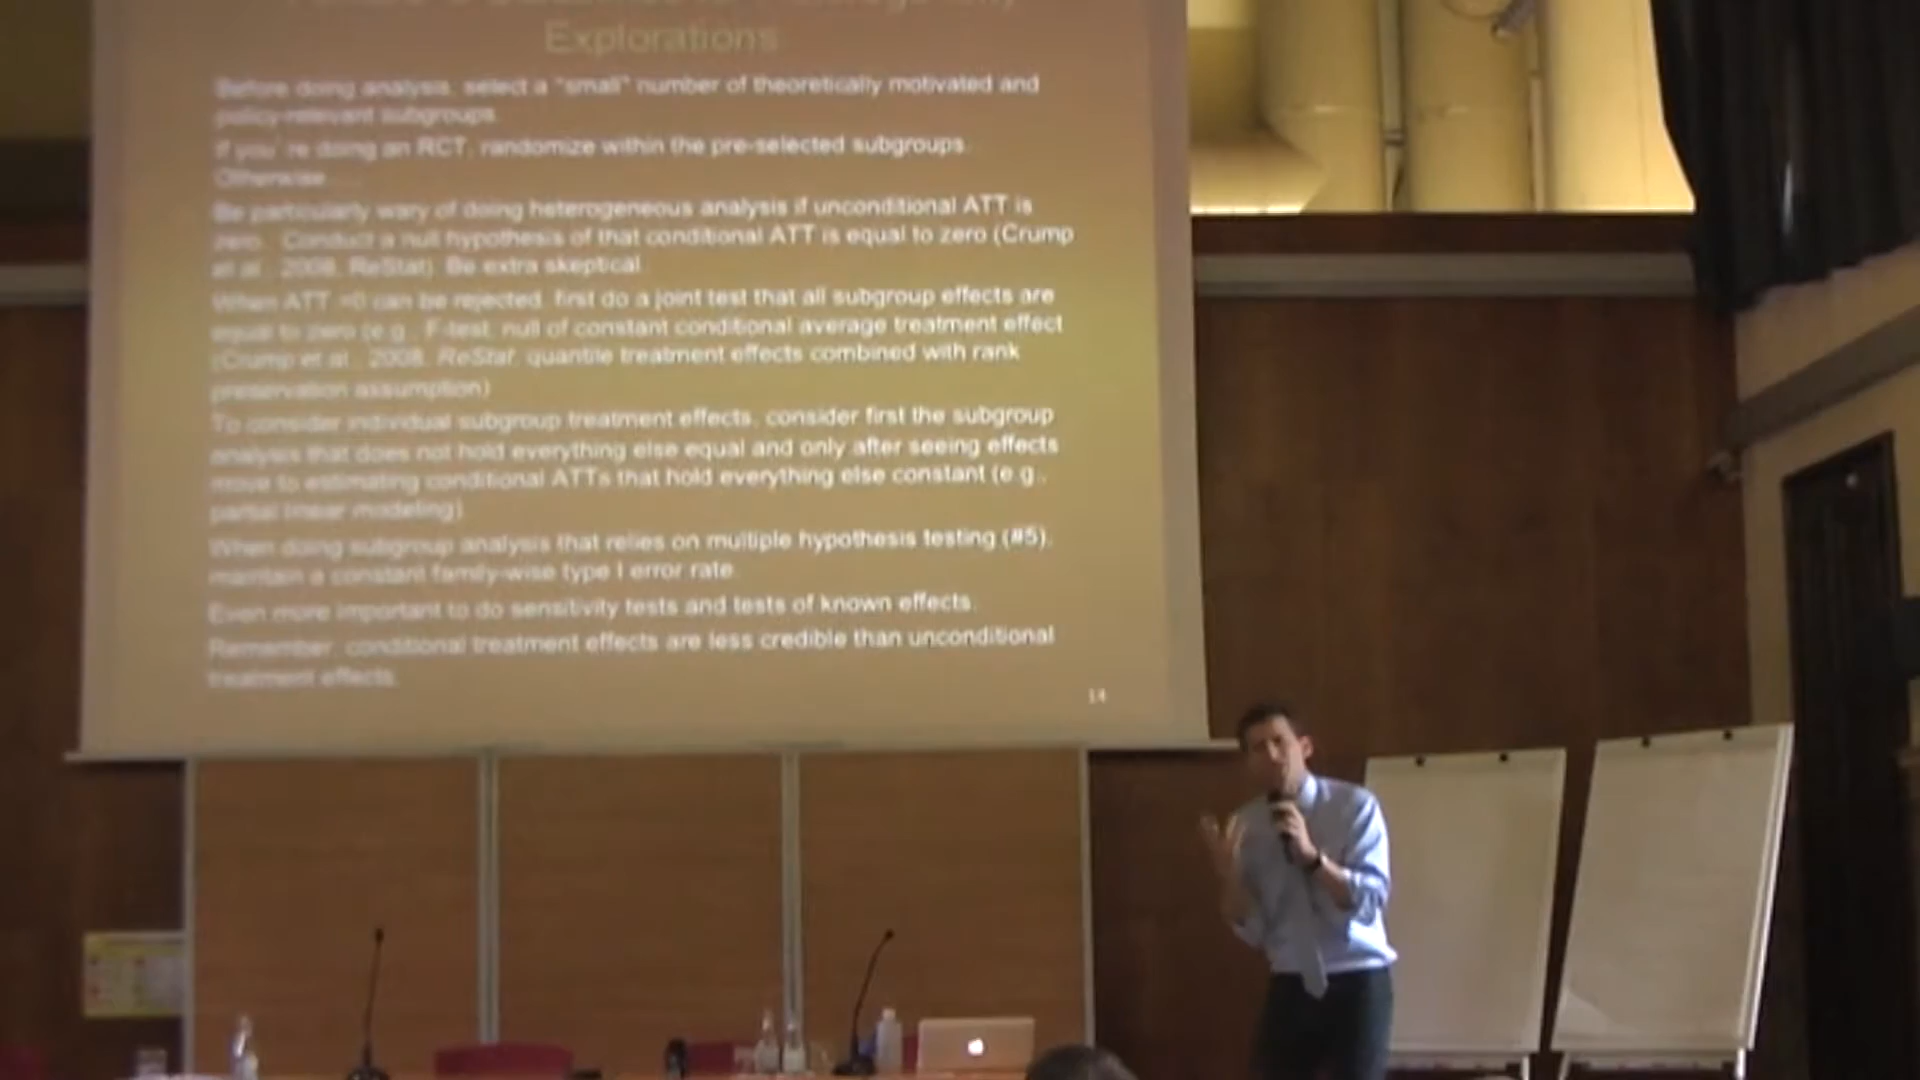 Explorations
Before doing analysis, select a "small" number of theoretically motivated and
policy-relevant subgroups.
If you're doing an RCT, randomize within the pre-selected subgroups.
Otherwise....
Be particularly wary of doing heterogeneous analysis if unconditional ATT is
zero. Conduct a null hypothesis of that conditional ATT is equal to zero (Crump
et al., 2008, ReStat). Be extra skeptical.
When ATT =0 can be rejected, first do a joint test that all subgroup effects are
equal to zero (e.g., F-test, null of constant conditional average treatment effect
(Crump et al., 2008, ReStat, quantile treatment effects combined with rank
preservation assumption)
To consider individual subgroup treatment effects, consider first the subgroup
analysis that does not hold everything else equal and only after seeing effects
move to estimating conditional ATTs that hold everything else constant (e.g.,
partial linear modeling)
When doing subgroup analysis that relies on multiple hypothesis testing (#5),
maintain a constant family-wise type I error rate.
Even more important to do sensitivity tests and tests of known effects.
Remember: conditional treatment effects are less credible than unconditional
treatment effects.
14